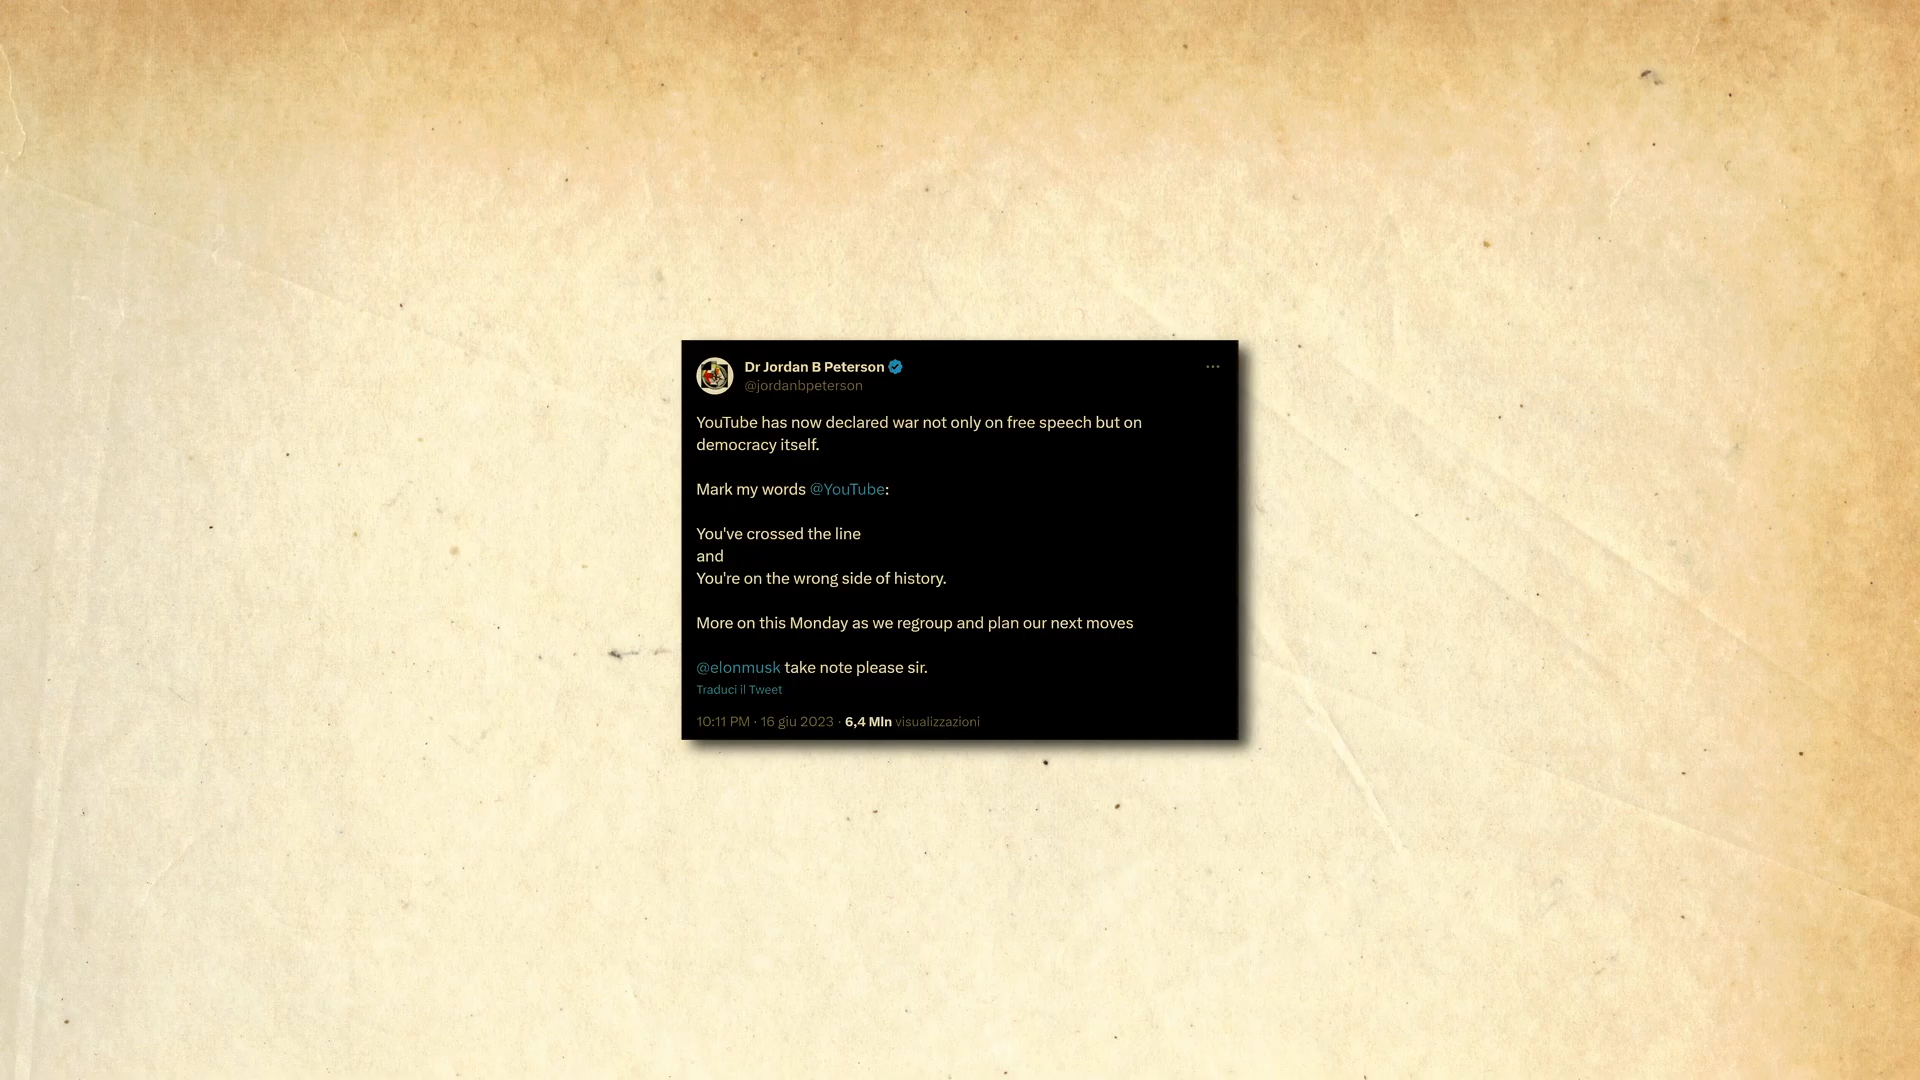 Dr Jordan B Peterson
@jordanbpeterson
YouTube has now declared war not only on free speech but on
democracy itself.
Mark my words @YouTube:
You've crossed the line
and
You're on the wrong side of history.
More on this Monday as we regroup and plan our next moves
@elonmusk take note please sir.
Traduci il Tweet
10:11 PM · 16 giu 2023 · 6,4 Mln visualizzazioni